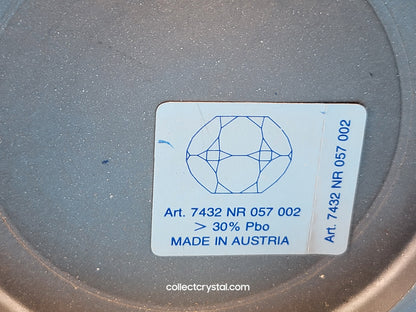 Art. 7432 NR 057 002
> 30% Pbo
MADE IN AUSTRIA
Art. 7432 NR 057 002
collectcrystal.com